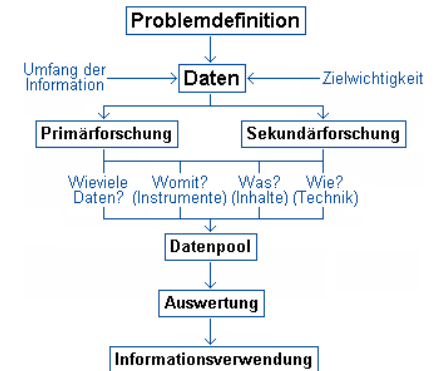 Problemdefinition
Umfang der
Information
Daten
Zielwichtigkeit
Primärforschung
Sekundärforschung
Wieviele Womit? Was? Wie?
Daten? (Instrumente) (Inhalte) (Technik)
Datenpool
Auswertung
Informationsverwendung